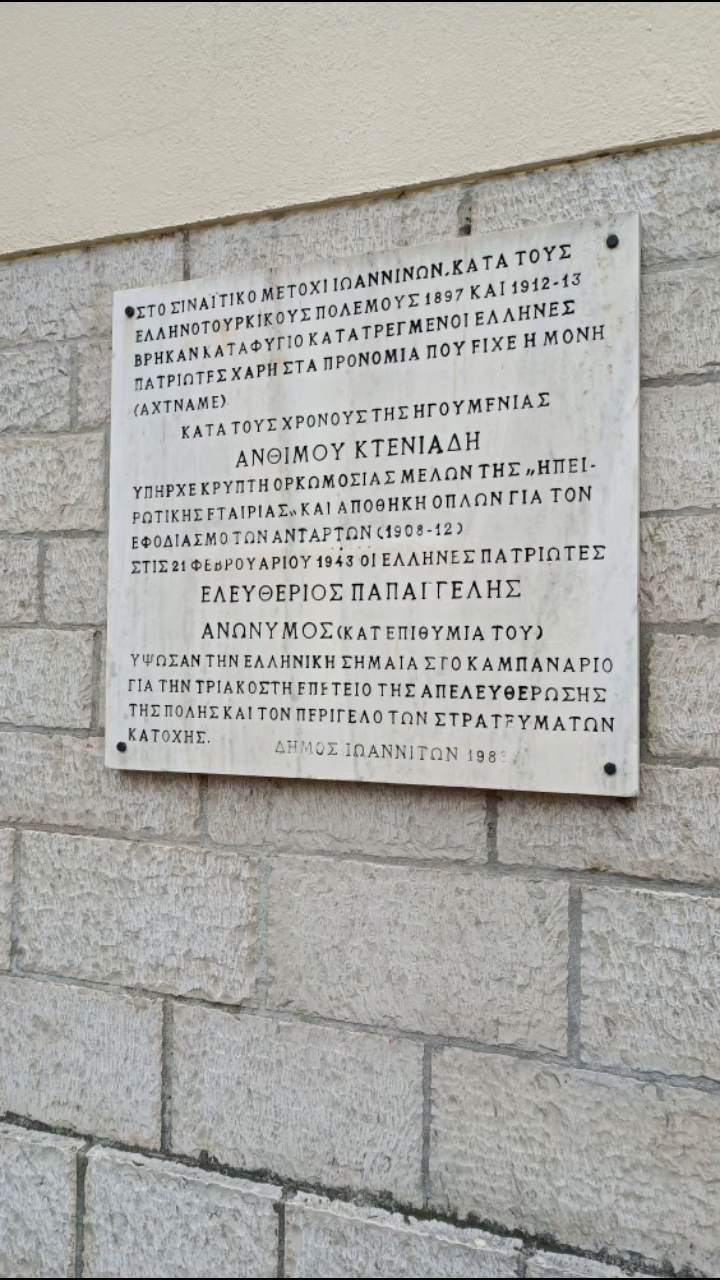 ΣΤΟ ΣΙΝΑΪΤΙΚΟ ΜΕΤΟΧΙ ΙΩΑΝΝΙΝΩΝ, ΚΑΤΑ ΤΟΥΣ
ΕΛΛΗΝΟΤΟΥΡΚΙΚΟΥΣ ΠΟΛΕΜΟΥΣ 1897 ΚΑΙ 1912-13
ΒΡΗΚΑΝ ΚΑΤΑΦΥΓΙΟ ΚΑΤΑΤΡΕΓΜΕΝΟΙ ΕΛΛΗΝΕΣ
ΠΑΤΡΙΩΤΕΣ ΧΑΡΗ ΣΤΑ ΠΡΟΝΟΜΙΑ ΠΟΥ ΕΙΧΕ Η ΜΟΝΗ
(ΑΧΤΝΑΜΕ).
ΚΑΤΑ ΤΟΥΣ ΧΡΟΝΟΥΣ ΤΗΣ ΗΓΟΥΜΕΝΙΑΣ
ΑΝΘΙΜΟΥ ΚΤΕΝΙΑΔΗ
ΥΠΗΡΧΕ ΚΡΥΠΤΗ ΟΡΚΩΜΟΣΙΑΣ ΜΕΛΩΝ ΤΗΣ „ΗΠΕΙ-
ΡΩΤΙΚΗΣ ΕΤΑΙΡΙΑΣ„ ΚΑΙ ΑΠΟΘΗΚΗ ΟΠΛΩΝ ΓΙΑ ΤΟΝ
ΕΦΟΔΙΑΣΜΟ ΤΩΝ ΑΝΤΑΡΤΩΝ (1908-12)
ΣΤΙΣ 21 ΦΕΒΡΟΥΑΡΙΟΥ 1943 ΟΙ ΕΛΛΗΝΕΣ ΠΑΤΡΙΩΤΕΣ
ΕΛΕΥΘΕΡΙΟΣ ΠΑΠΑΓΓΕΛΗΣ
ΑΝΩΝΥΜΟΣ (ΚΑΤ ΕΠΙΘΥΜΙΑ ΤΟΥ)
ΥΨΩΣΑΝ ΤΗΝ ΕΛΛΗΝΙΚΗ ΣΗΜΑΙΑ ΣΤΟ ΚΑΜΠΑΝΑΡΙΟ
ΓΙΑ ΤΗΝ ΤΡΙΑΚΟΣΤΗ ΕΠΕΤΕΙΟ ΤΗΣ ΑΠΕΛΕΥΘΕΡΩΣΗΣ
ΤΗΣ ΠΟΛΗΣ ΚΑΙ ΤΟΝ ΠΕΡΙΓΕΛΟ ΤΩΝ ΣΤΡΑΤΕΥΜΑΤΩΝ
ΚΑΤΟΧΗΣ.
ΔΗΜΟΣ ΙΩΑΝΝΙΤΩΝ 1983